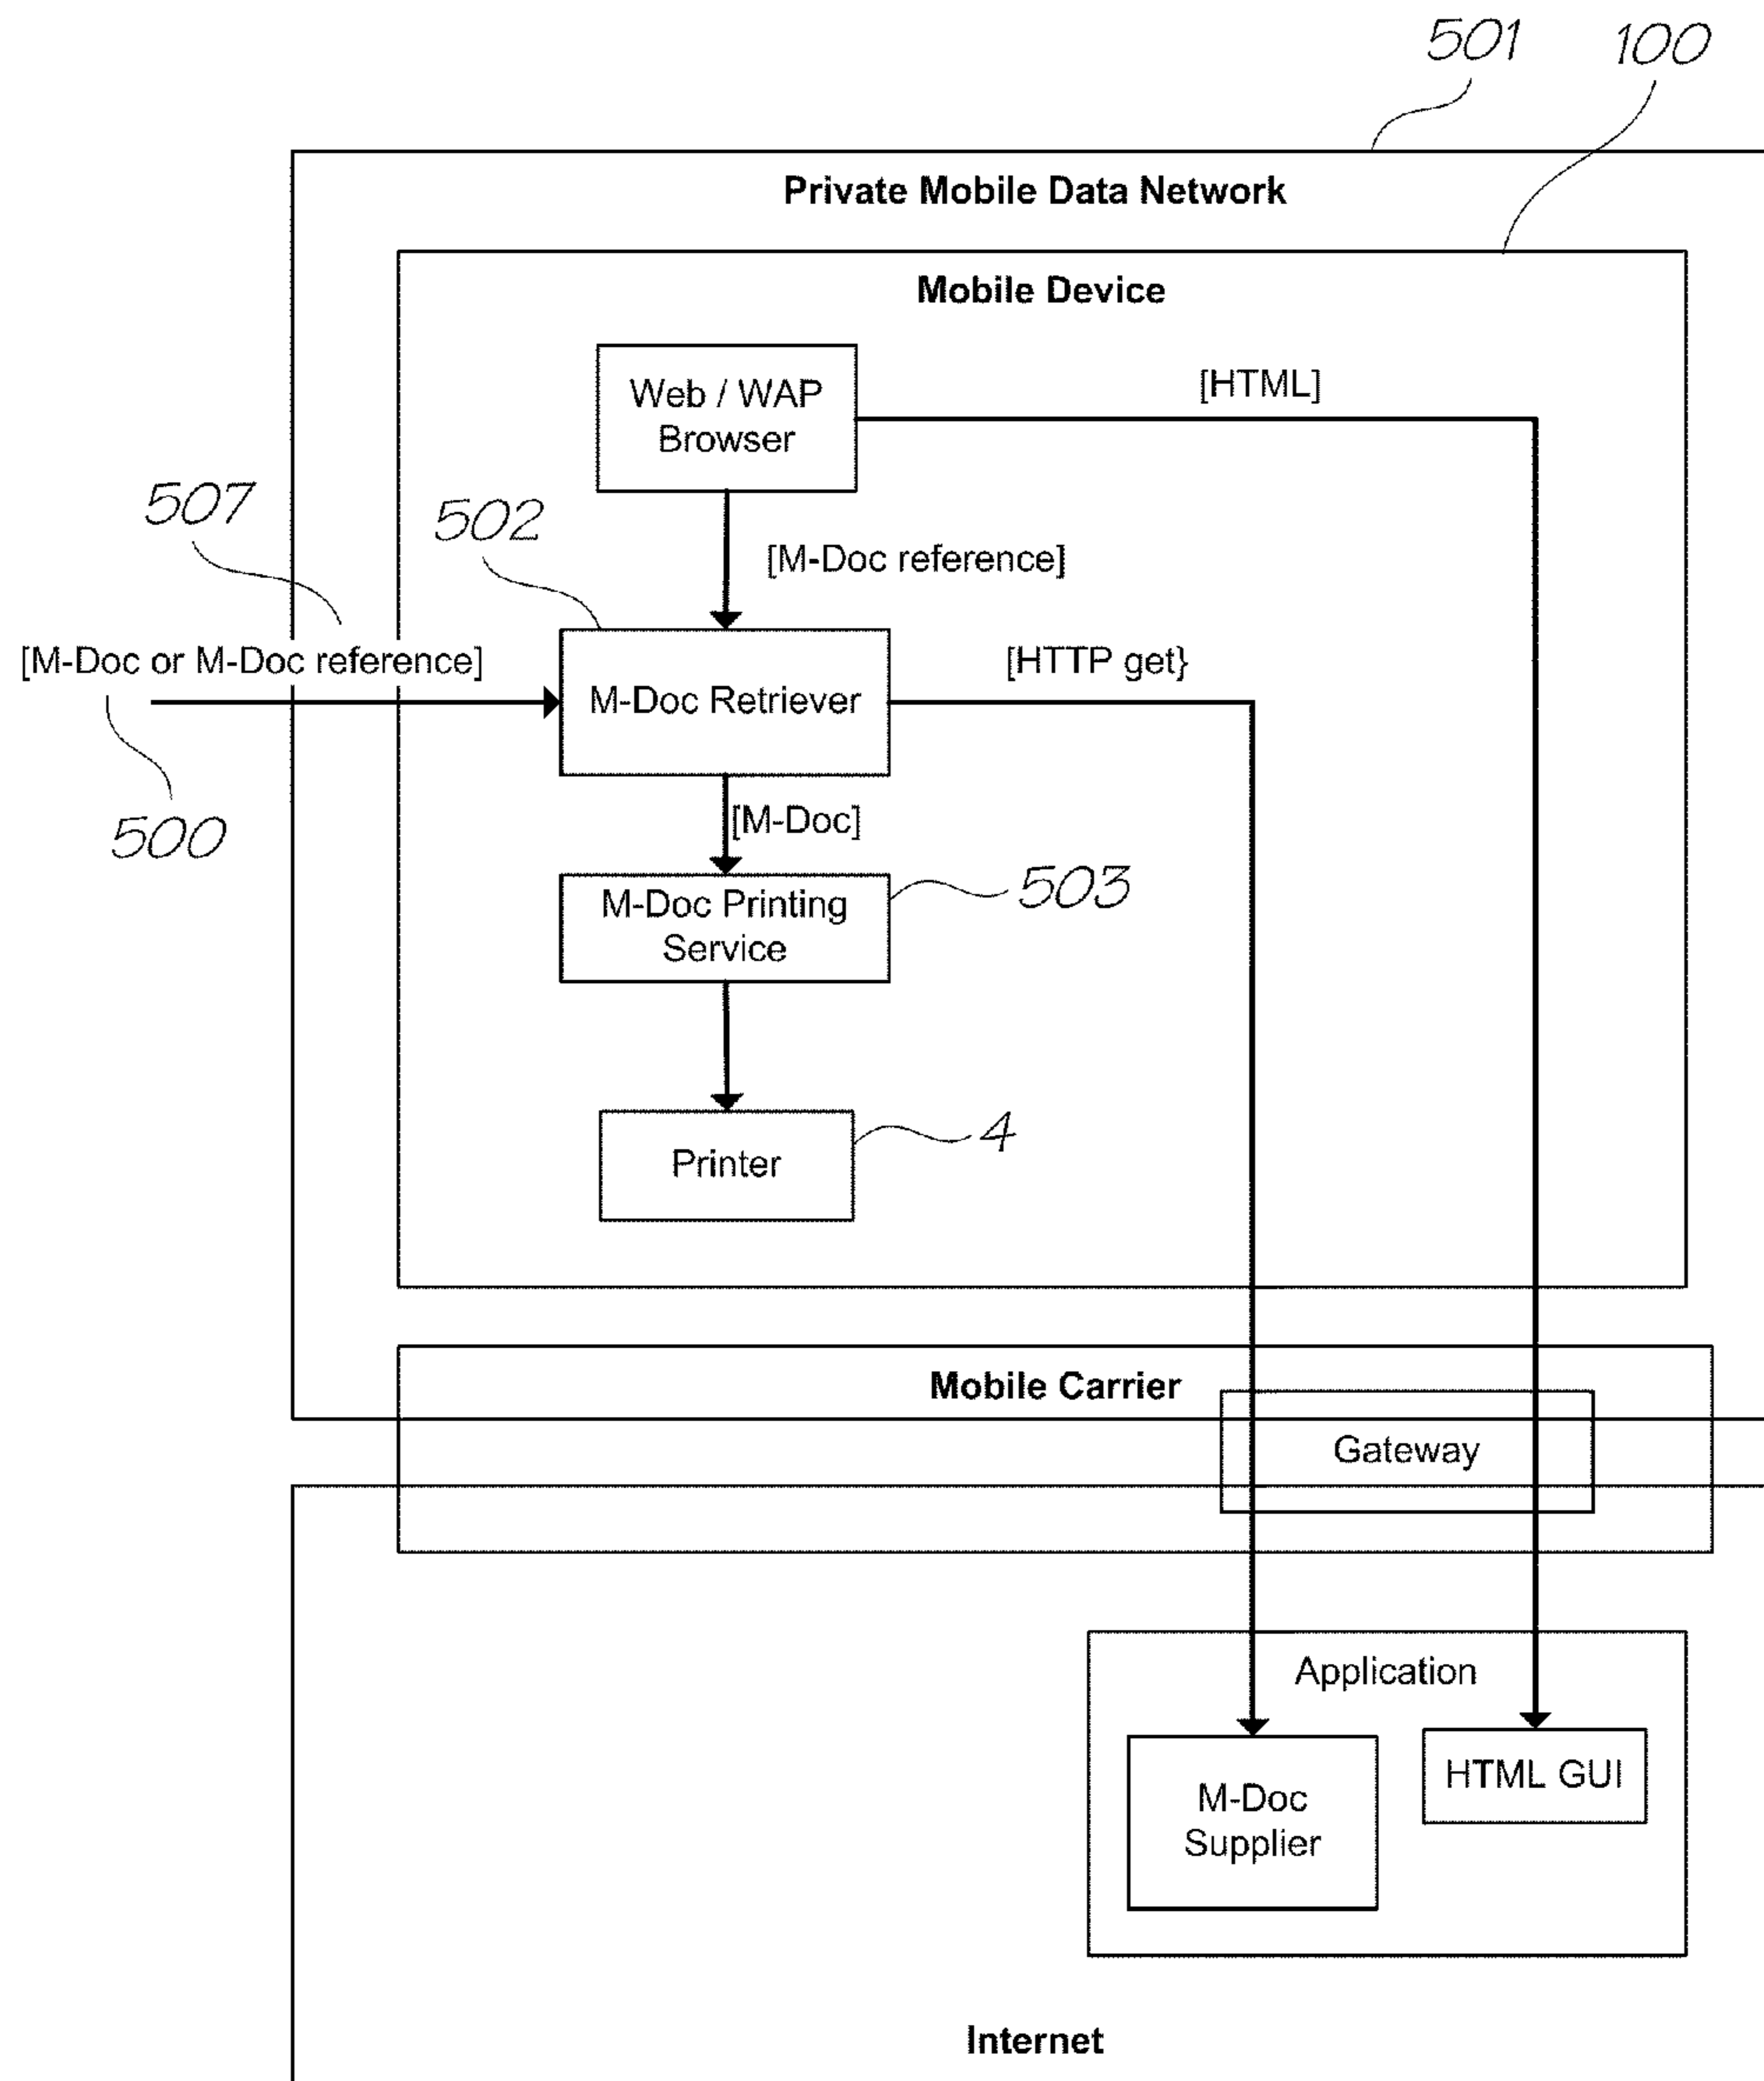 501
100
Private Mobile Data Network
Mobile Device
Web / WAP
Browser
[HTML]
507
502
[M-Doc reference]
[M-Doc or M-Doc reference]
M-Doc Retriever
[HTTP get}
500
[M-Doc]
M-Doc Printing
Service
503
Printer
4
Mobile Carrier
Gateway
Application
M-Doc
Supplier
HTML GUI
Internet